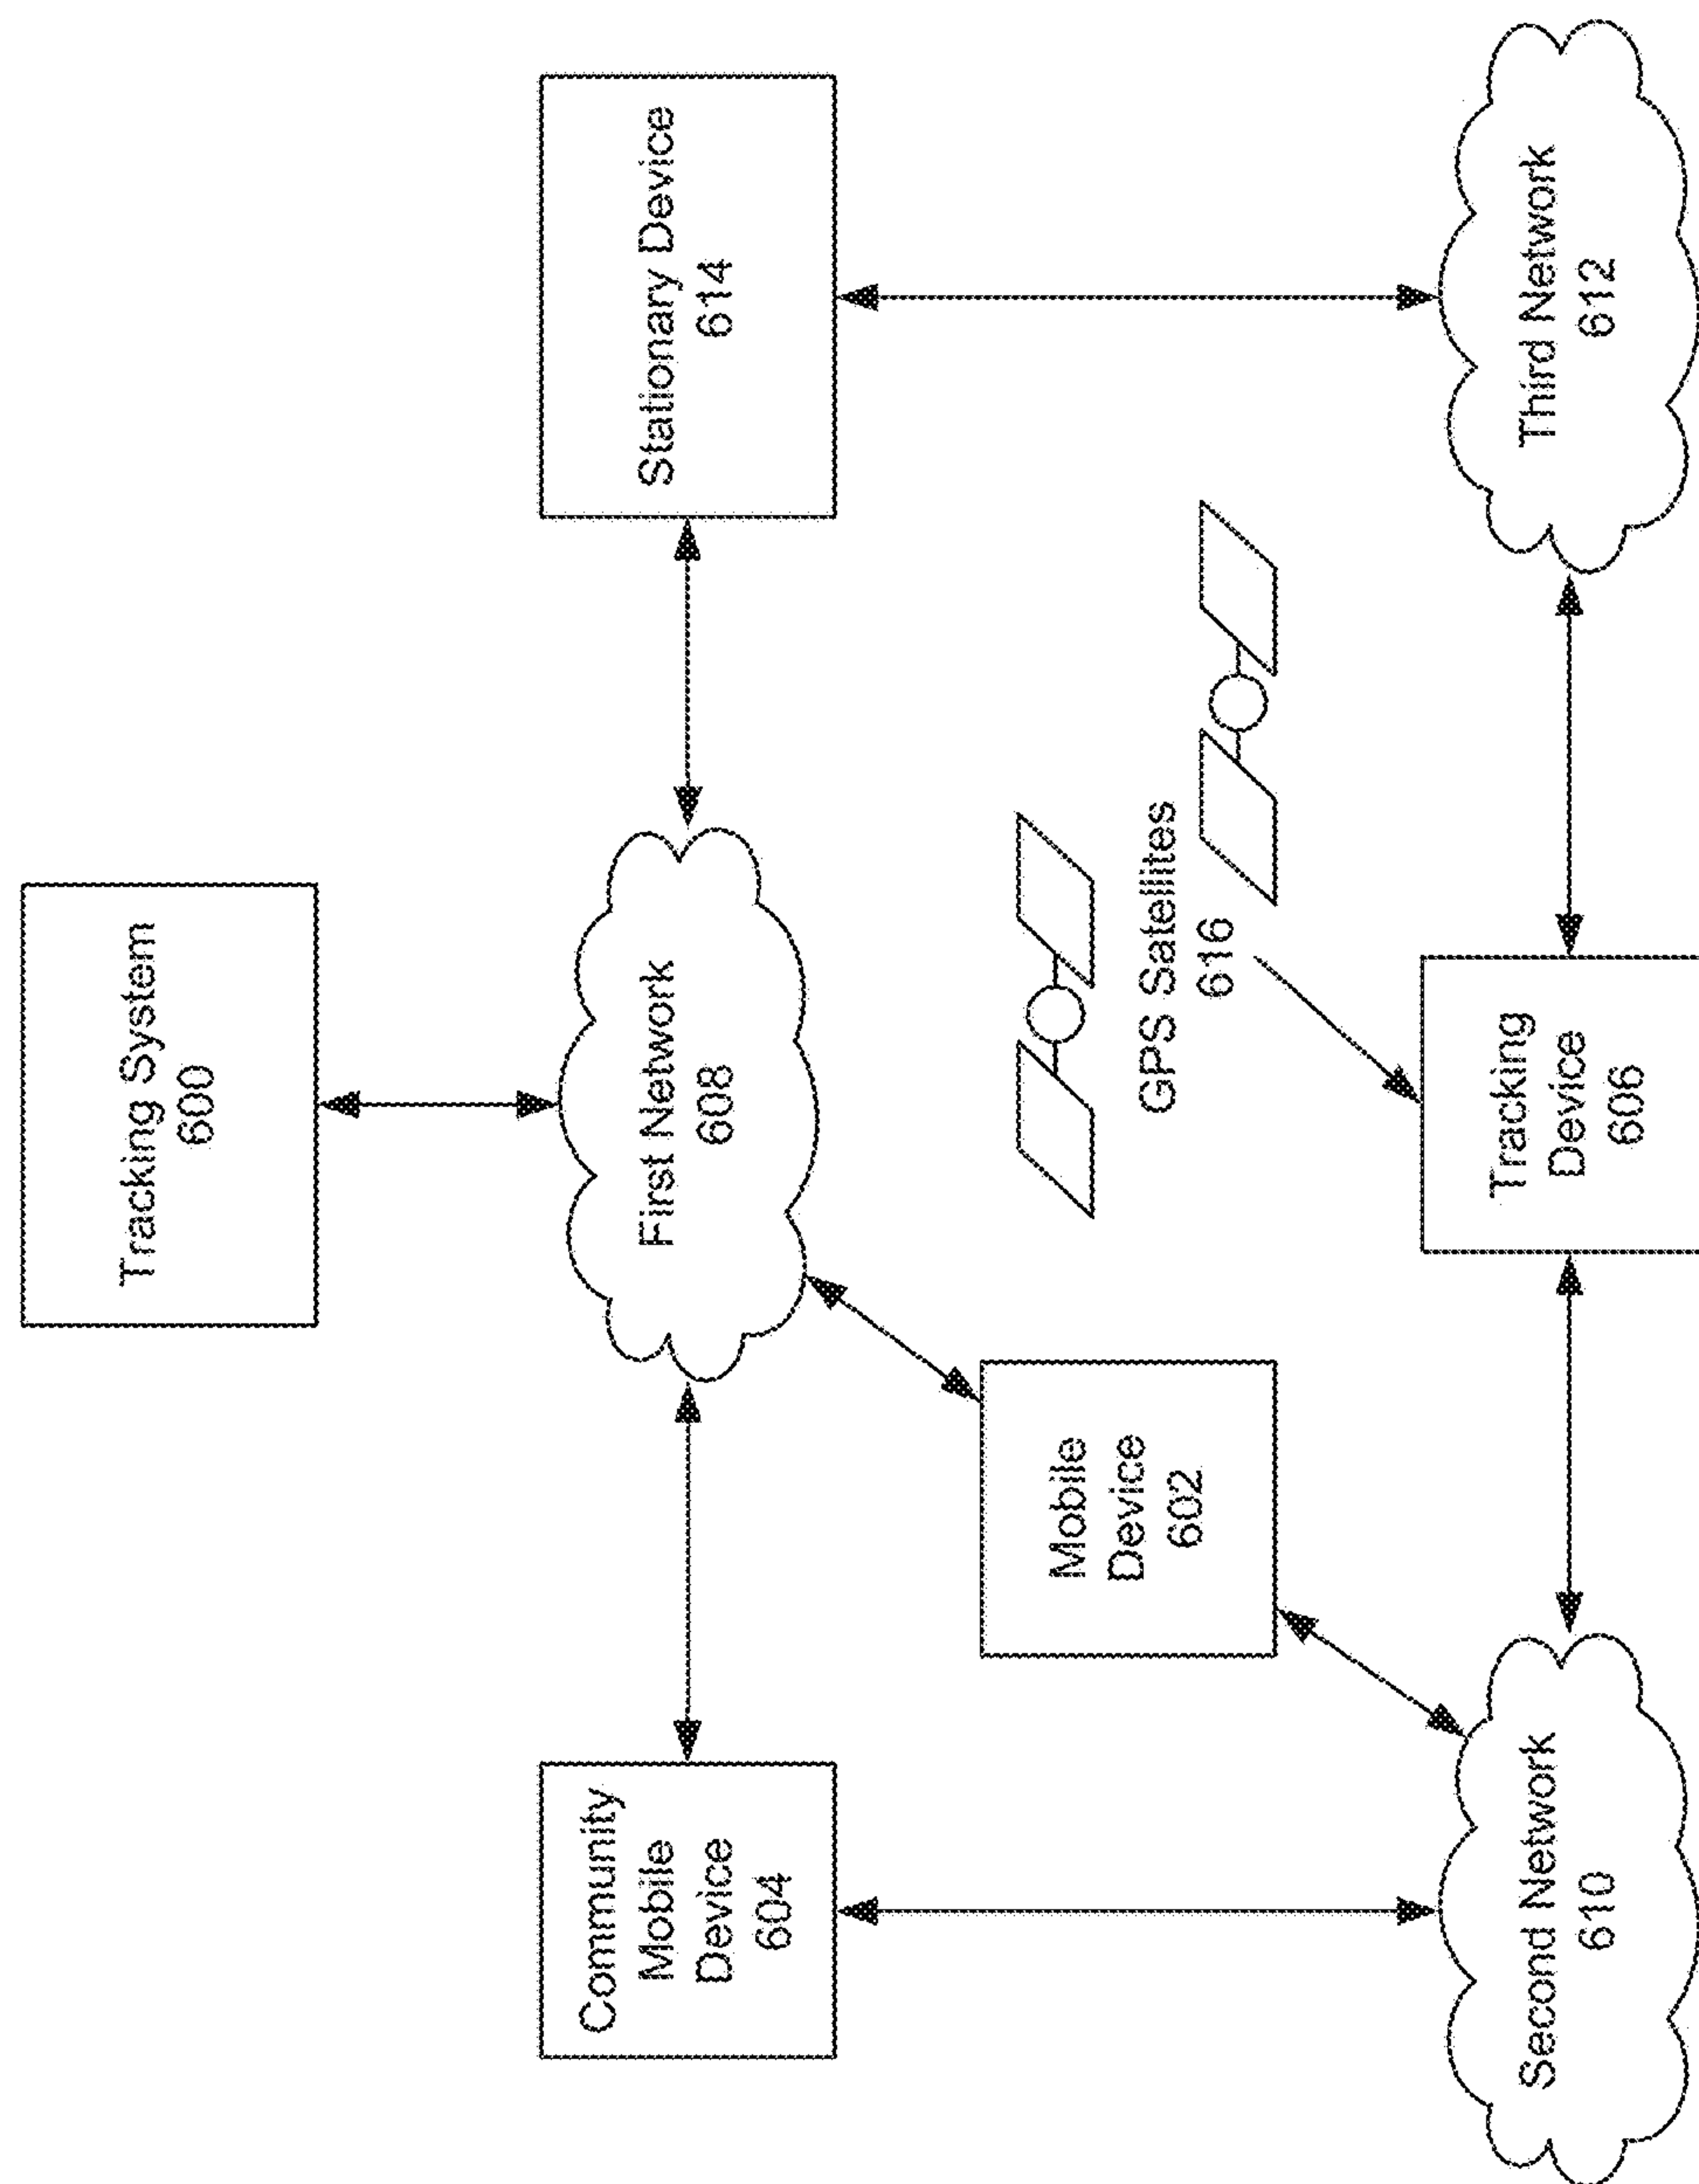 Tracking System
600
Community
Mobile
Device
604
First Network
608
Stationary Device
614
Mobile
Device
602
GPS Satellites
616
Second Network
610
Tracking
Device
606
Third Network
612